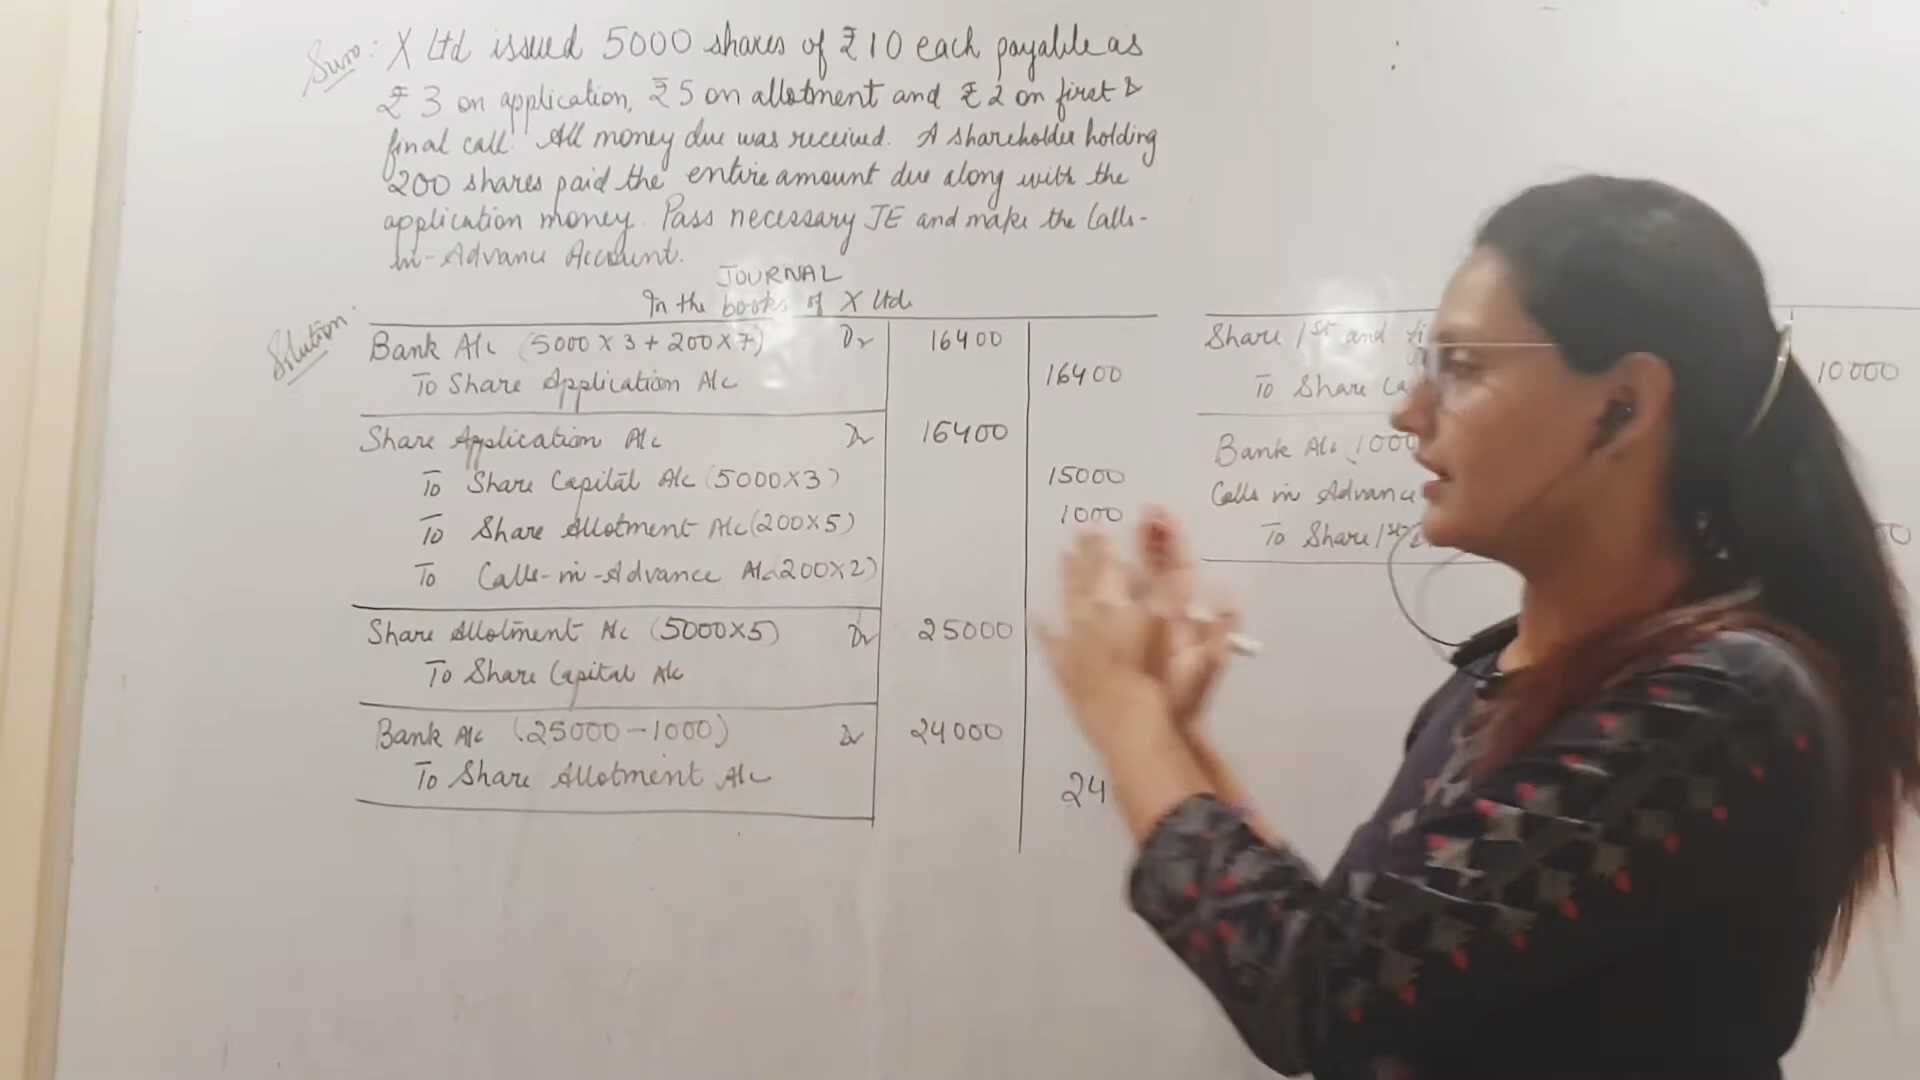 Sum: X Ltd issued 5000 shares of ₹10 each payable as
₹3 on application, ₹5 on allotment and ₹2 on first &
final call. All money due was received. A shareholder holding
200 shares paid the entire amount due along with the
application money. Pass necessary JE and make the Calls-
in-Advance Account.
JOURNAL
In the books of X Ltd.
Solution:
Bank A/c (5000 X 3 + 200 X 7) Dr 16400
To Share Application A/c 16400
Share Application A/c Dr 16400
To Share Capital A/c (5000X3) 15000
To Share Allotment A/c (200X5) 1000
To Calls-in-Advance A/c (200X2)
Share Allotment A/c (5000X5) Dr 25000
To Share Capital A/c
Bank A/c (25000-1000) Dr 24000
To Share Allotment A/c 24
Share 1st and
To Share Ca 10000
Bank A/c 1000
Calls in Advance
To Share 1st